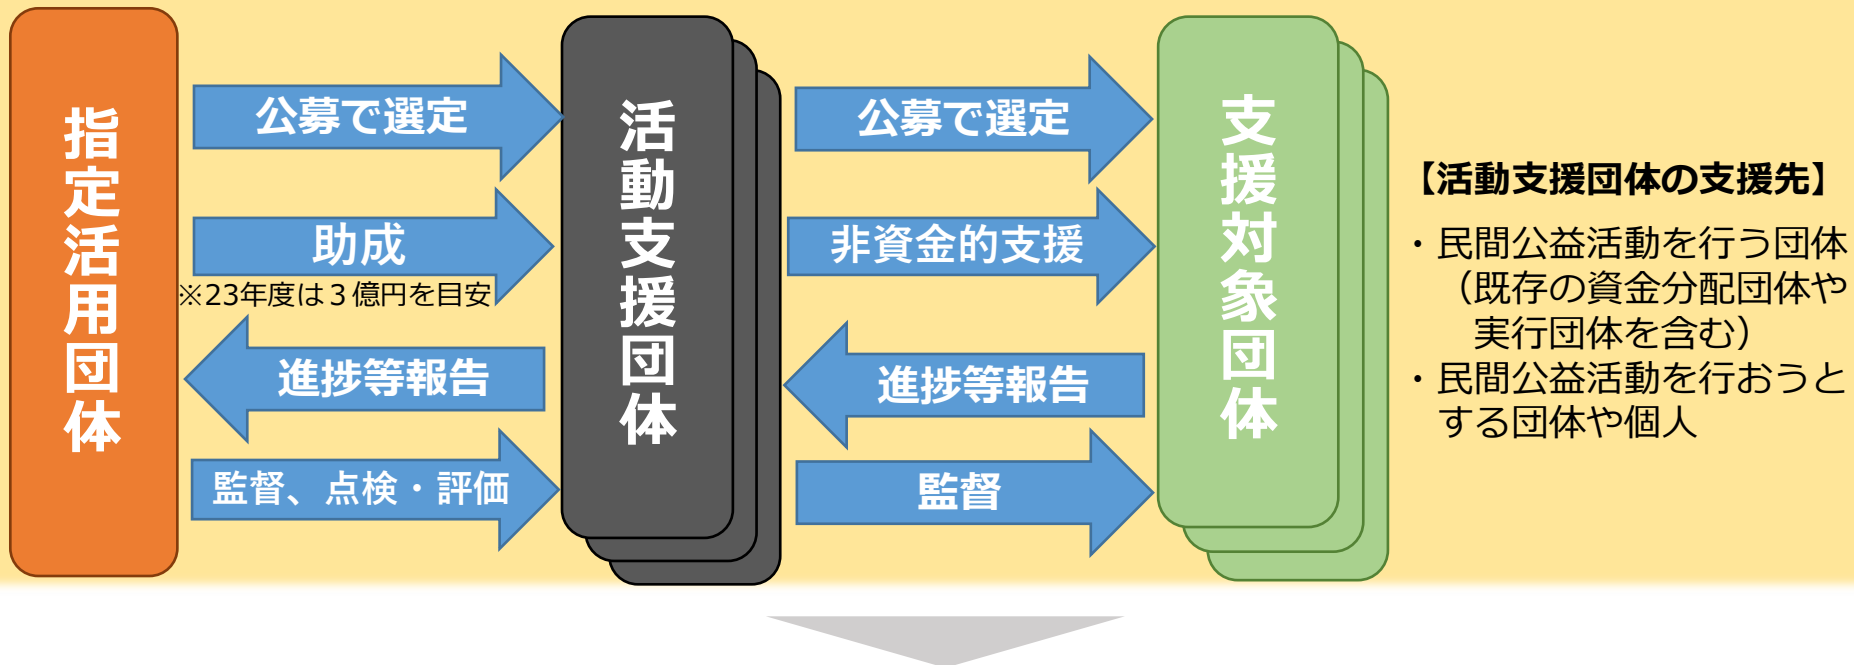 指定活用団体
公募で選定
助成
※23年度は３億円を目安
進捗等報告
監督、点検・評価
活動支援団体
公募で選定
非資金的支援
進捗等報告
監督
支援対象団体
【活動支援団体の支援先】
・民間公益活動を行う団体
（既存の資金分配団体や
実行団体を含む）
・民間公益活動を行おうと
する団体や個人